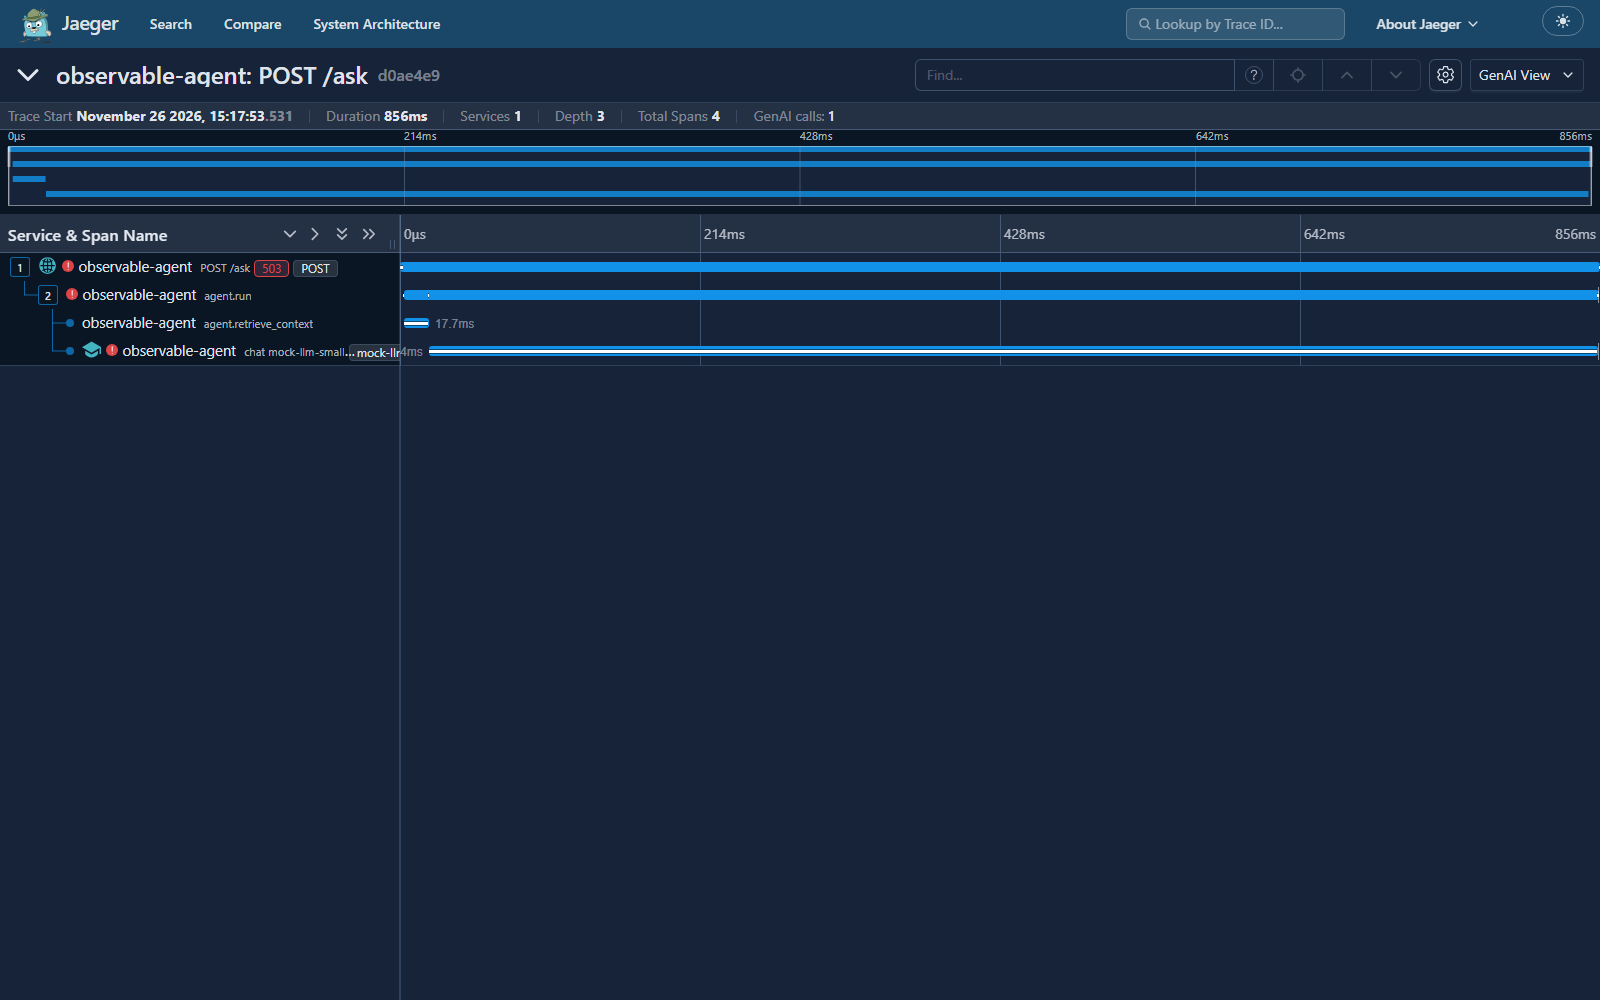 Jaeger Search Compare System Architecture Lookup by Trace ID... About Jaeger
observable-agent: POST /ask d0ae4e9 Find... ? GenAI View
Trace Start November 26 2026, 15:17:53.531 Duration 856ms Services 1 Depth 3 Total Spans 4 GenAI calls: 1
0μs 214ms 428ms 642ms 856ms
Service & Span Name 0μs 214ms 428ms 642ms 856ms
1 observable-agent POST /ask 503 POST
2 observable-agent agent.run
observable-agent agent.retrieve_context 17.7ms
observable-agent chat mock-llm-small... mock-ll 4ms